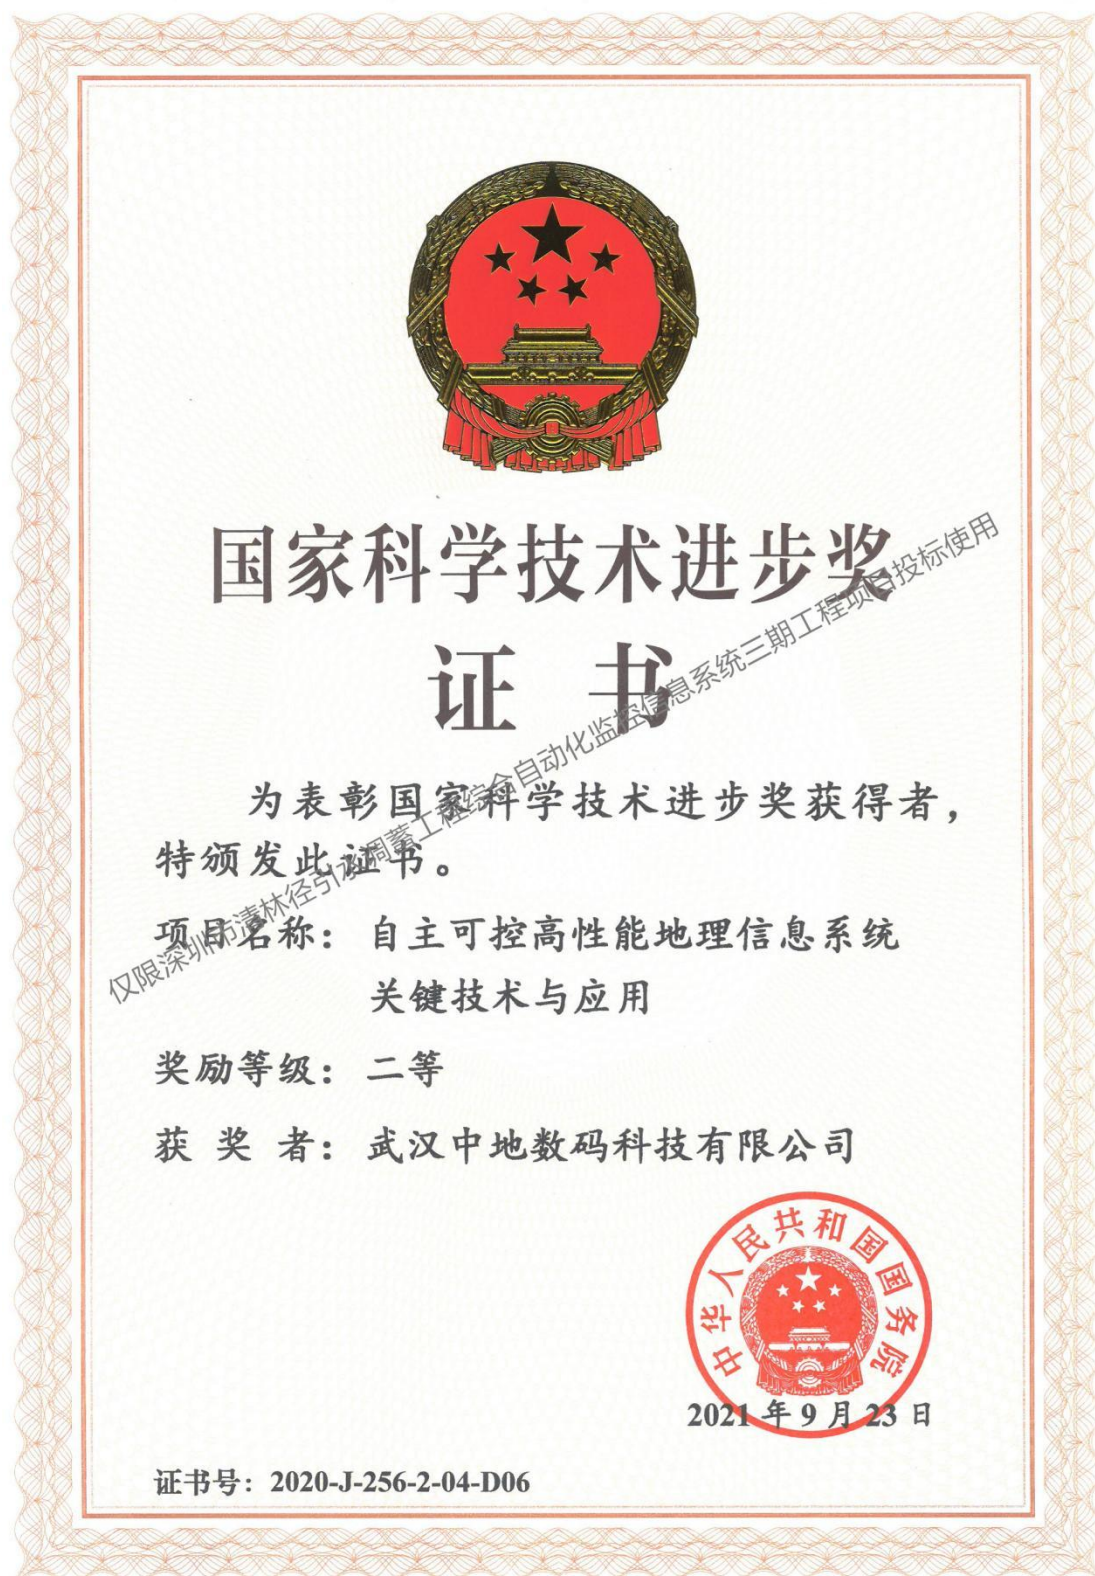 国家科学技术进步奖
证 书
为表彰国家科学技术进步奖获得者，
特颁发此证书。
项目名称： 自主可控高性能地理信息系统
关键技术与应用
奖励等级： 二等
获 奖 者： 武汉中地数码科技有限公司
中华人民共和国国务院
2021 年 9 月 23 日
证书号： 2020-J-256-2-04-D06
仅限深圳市清林径引水调蓄工程综合自动化监控信息系统三期工程项目投标使用